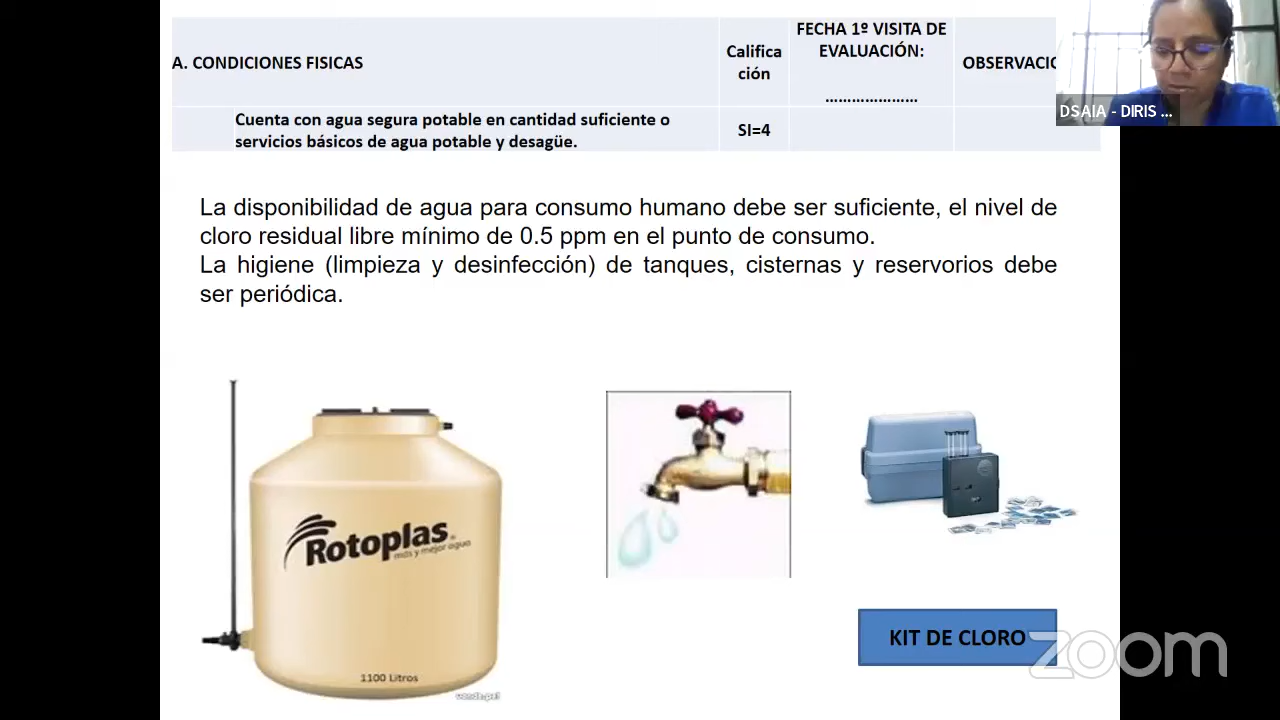 A. CONDICIONES FISICAS
Califica
ción
FECHA 1º VISITA DE
EVALUACIÓN:
.....................
OBSERVACIO
Cuenta con agua segura potable en cantidad suficiente o
servicios básicos de agua potable y desagüe.
SI=4
DSAIA - DIRIS ...
La disponibilidad de agua para consumo humano debe ser suficiente, el nivel de
cloro residual libre mínimo de 0.5 ppm en el punto de consumo.
La higiene (limpieza y desinfección) de tanques, cisternas y reservorios debe
ser periódica.
Rotoplas
más y mejor agua
1100 Litros
KIT DE CLORO
zoom